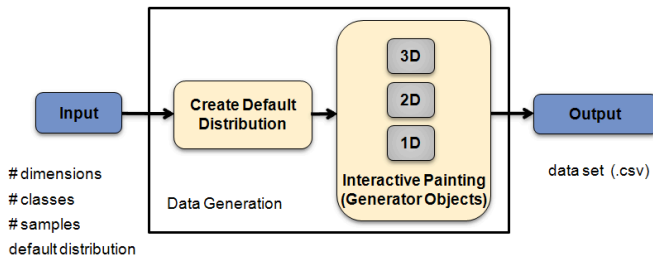 Input
# dimensions
# classes
# samples
default distribution
Create Default
Distribution
Data Generation
3D
2D
1D
Interactive Painting
(Generator Objects)
Output
data set (.csv)